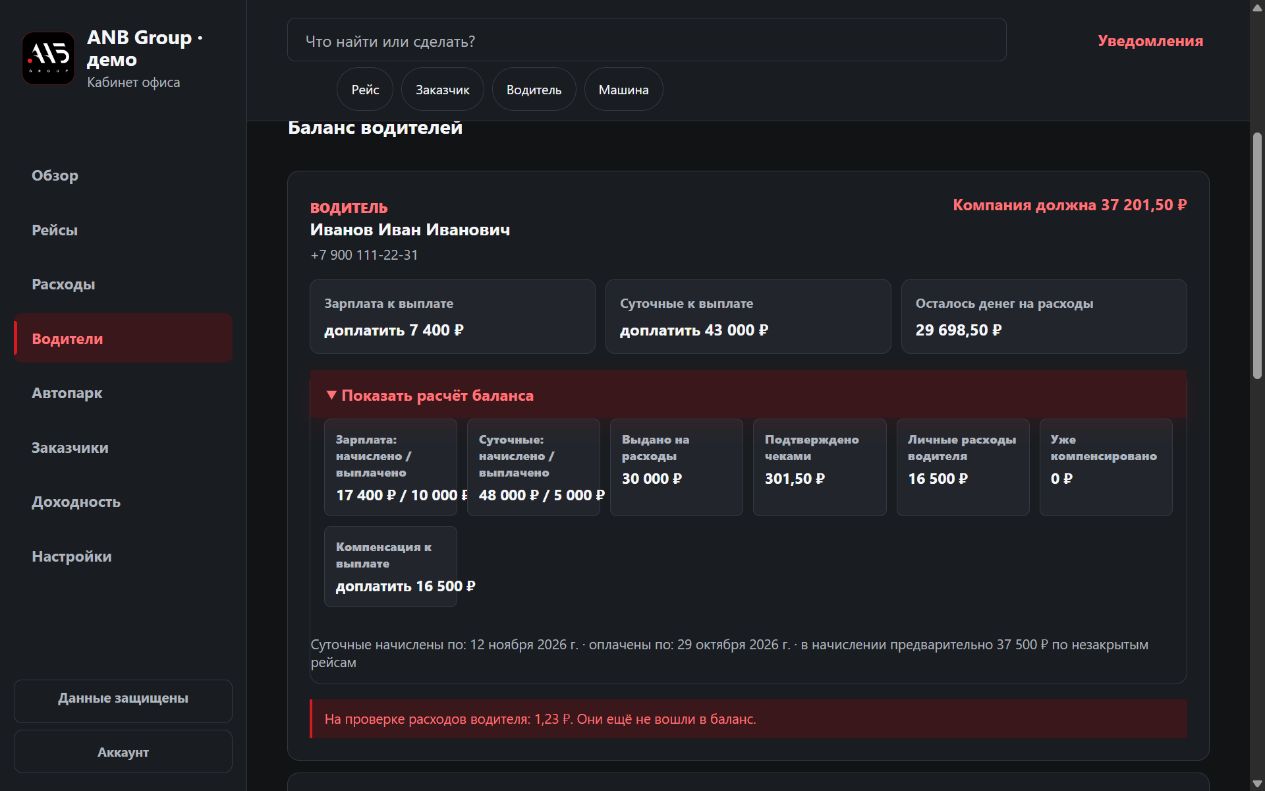 ANB Group ·
демо
Кабинет офиса
Что найти или сделать?
Уведомления
Рейс
Заказчик
Водитель
Машина
Обзор
Рейсы
Расходы
Водители
Автопарк
Заказчики
Доходность
Настройки
Данные защищены
Аккаунт
Баланс водителей
ВОДИТЕЛЬ
Иванов Иван Иванович
+7 900 111-22-31
Компания должна 37 201,50 ₽
Зарплата к выплате
доплатить 7 400 ₽
Суточные к выплате
доплатить 43 000 ₽
Осталось денег на расходы
29 698,50 ₽
▼ Показать расчёт баланса
Зарплата:
начислено /
выплачено
17 400 ₽ / 10 000 ₽
Суточные:
начислено /
выплачено
48 000 ₽ / 5 000 ₽
Выдано на
расходы
30 000 ₽
Подтверждено
чеками
301,50 ₽
Личные расходы
водителя
16 500 ₽
Уже
компенсировано
0 ₽
Компенсация к
выплате
доплатить 16 500 ₽
Суточные начислены по: 12 ноября 2026 г. · оплачены по: 29 октября 2026 г. · в начислении предварительно 37 500 ₽ по незакрытым
рейсам
На проверке расходов водителя: 1,23 ₽. Они ещё не вошли в баланс.